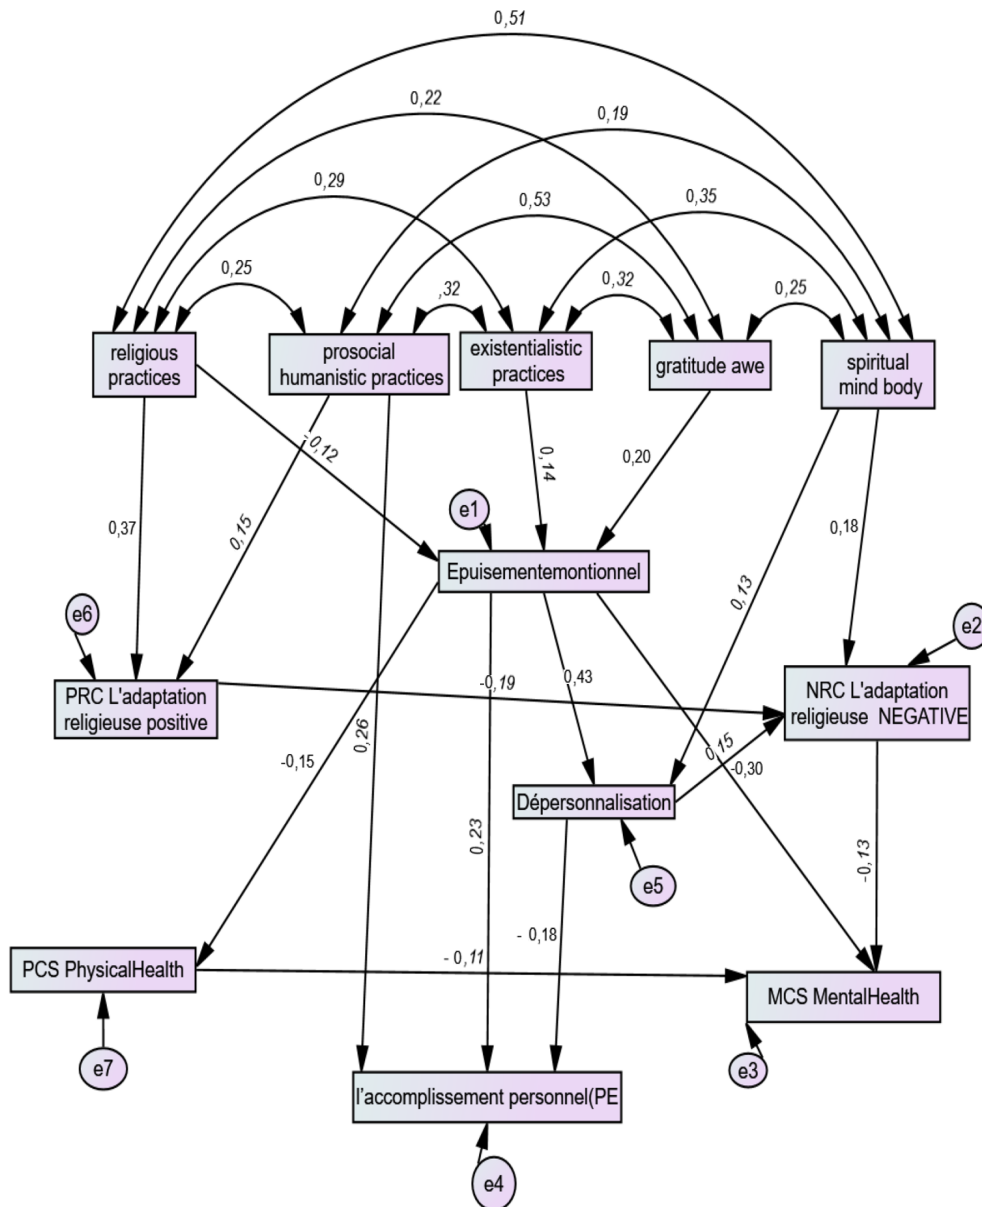 0,51
0,22
0,19
0,29
0,53
0,35
0,25
,32
0,32
0,25
religious
practices
prosocial
humanistic practices
existentialistic
practices
gratitude awe
spiritual
mind body
- 0,12
0,14
0,20
0,37
0,15
0,18
0,13
e1
Epuisementemontionnel
e6
e2
PRC L'adaptation
religieuse positive
-0,19
0,43
NRC L'adaptation
religieuse NEGATIVE
0,26
-0,15
0,15
-0,30
Dépersonnalisation
0,23
-0,13
e5
- 0,18
PCS PhysicalHealth
- 0,11
MCS MentalHealth
e7
e3
l'accomplissement personnel(PE
e4